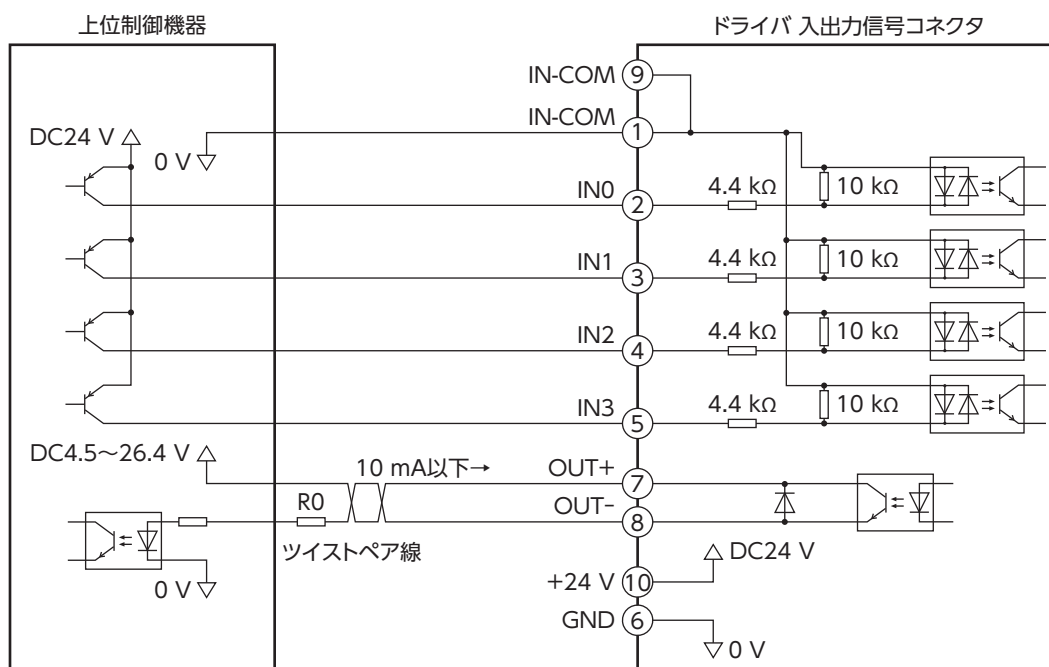 上位制御機器
ドライバ 入出力信号コネクタ
IN-COM ⑨
IN-COM ①
DC24 V
0 V
IN0 ② 4.4 kΩ 10 kΩ
IN1 ③ 4.4 kΩ 10 kΩ
IN2 ④ 4.4 kΩ 10 kΩ
IN3 ⑤ 4.4 kΩ 10 kΩ
DC4.5～26.4 V
10 mA以下→
OUT+ ⑦
R0
OUT− ⑧
ツイストペア線
0 V
DC24 V
+24 V ⑩
GND ⑥
0 V